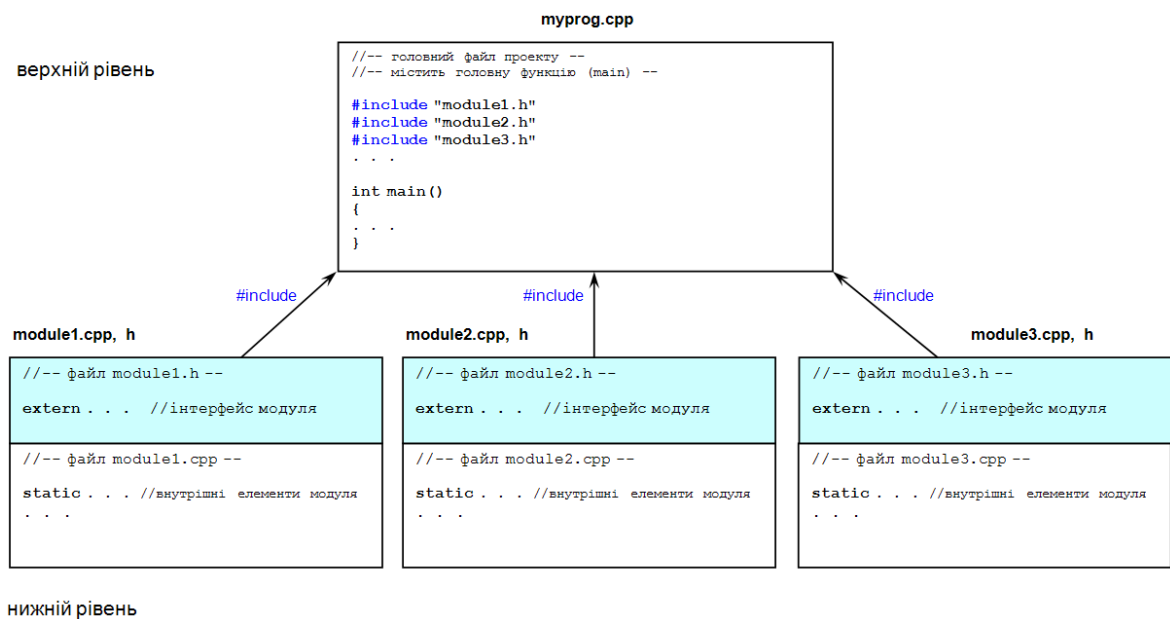 myprog.cpp
верхній рівень
//-- головний файл проекту --
//-- містить головну функцію (main) --
#include "module1.h"
#include "module2.h"
#include "module3.h"
. . .
int main()
{
. . .
}
#include
#include
#include
module1.cpp, h
//-- файл module1.h --
extern . . . //інтерфейс модуля
//-- файл module1.cpp --
static . . . //внутрішні елементи модуля
. . .
module2.cpp, h
//-- файл module2.h --
extern . . . //інтерфейс модуля
//-- файл module2.cpp --
static . . . //внутрішні елементи модуля
. . .
module3.cpp, h
//-- файл module3.h --
extern . . . //інтерфейс модуля
//-- файл module3.cpp --
static . . . //внутрішні елементи модуля
. . .
нижній рівень